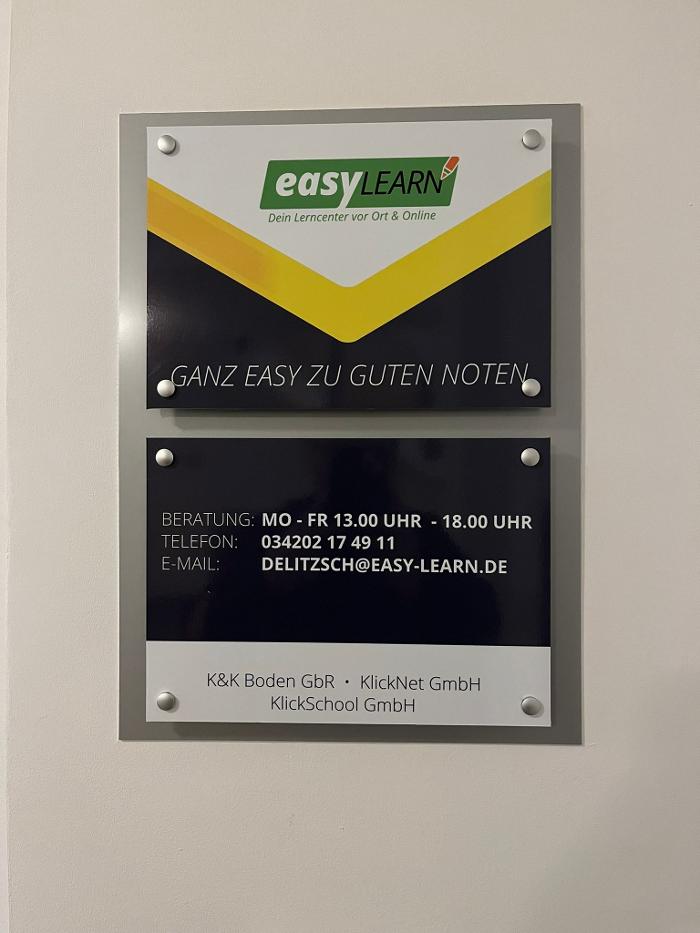 easyLEARN
Dein Lerncenter vor Ort & Online
GANZ EASY ZU GUTEN NOTEN
BERATUNG: MO - FR 13.00 UHR - 18.00 UHR
TELEFON: 034202 17 49 11
E-MAIL: DELITZSCH@EASY-LEARN.DE
K&K Boden GbR • KlickNet GmbH
KlickSchool GmbH